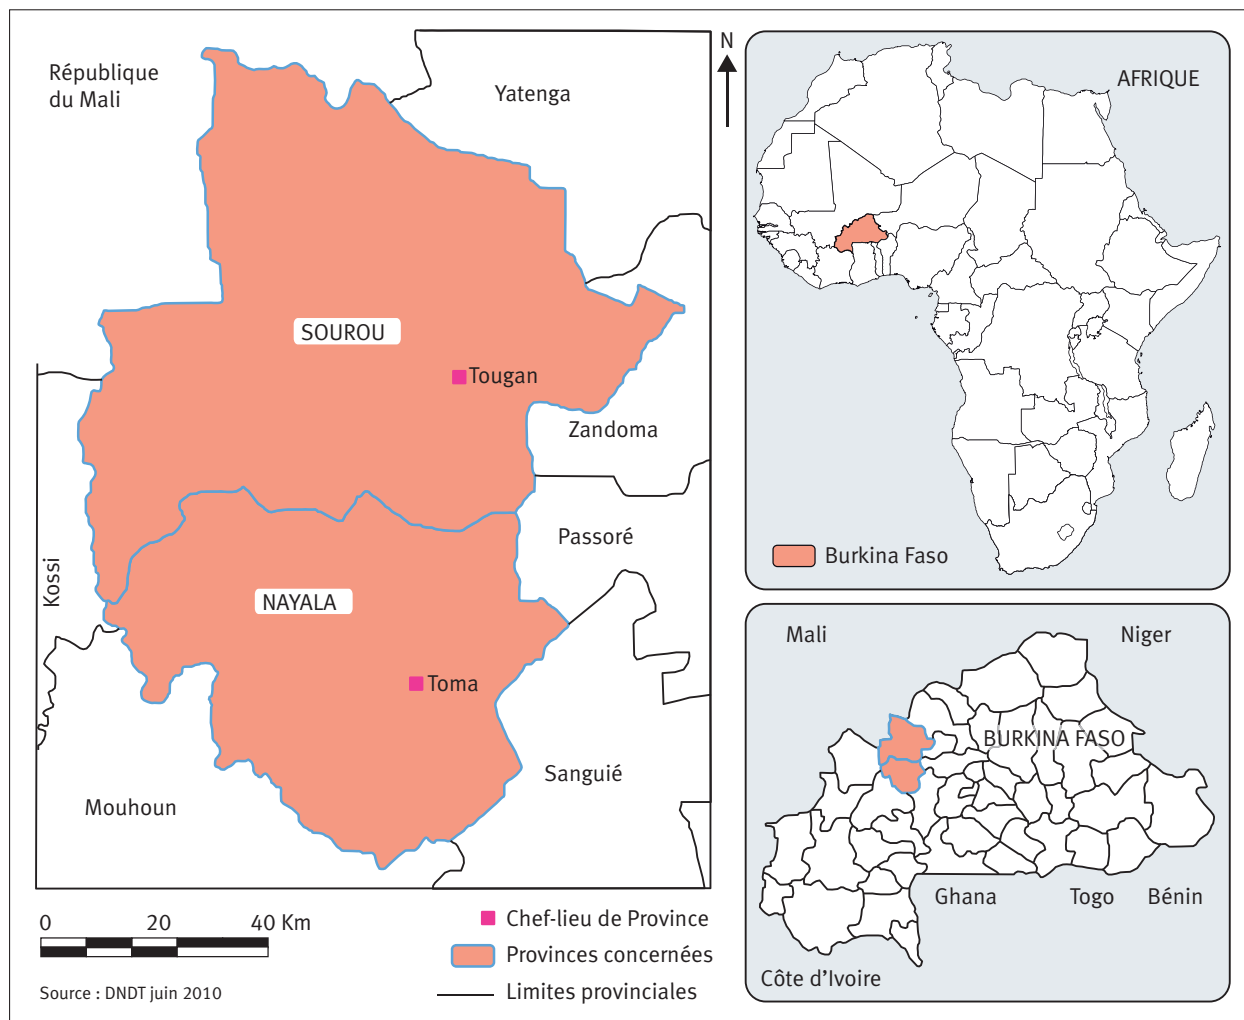 République
du Mali
Yatenga
N
SOUROU
Tougan
Zandoma
Passoré
Kossi
NAYALA
Toma
Sanguié
Mouhoun
0 20 40 Km
Source : DNDT juin 2010
Chef-lieu de Province
Provinces concernées
Limites provinciales
AFRIQUE
Burkina Faso
Mali
Niger
BURKINA FASO
Ghana
Togo
Bénin
Côte d'Ivoire